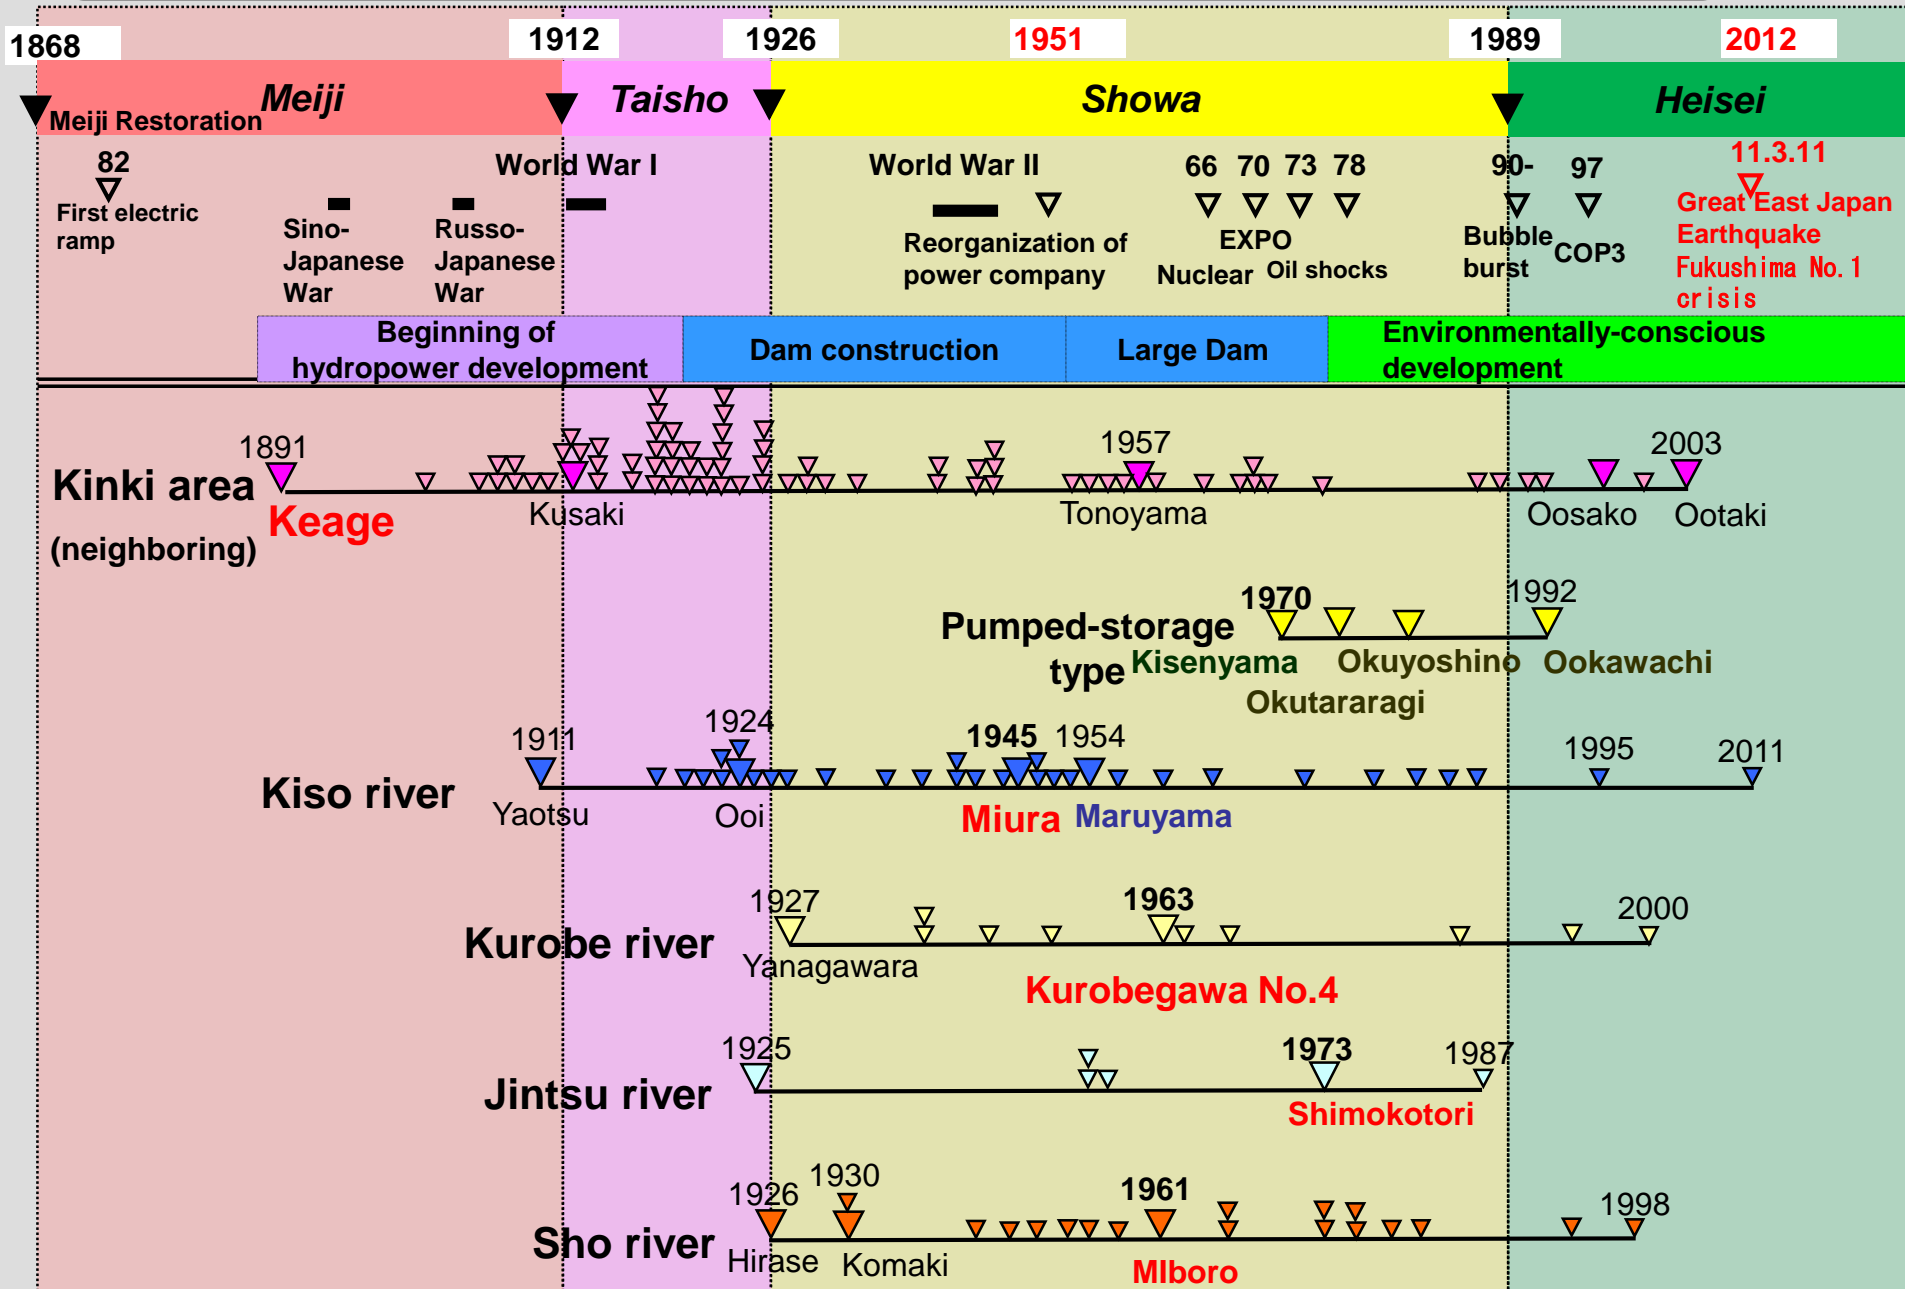 1868
1912
1926
1951
1989
2012
Meiji
Taisho
Showa
Heisei
Meiji Restoration
82
First electric
ramp
Sino-
Japanese
War
Russo-
Japanese
War
World War I
World War II
Reorganization of
power company
66
70
73
78
EXPO
Nuclear
Oil shocks
90-
97
Bubble
burst
COP3
11.3.11
Great East Japan
Earthquake
Fukushima No.1
crisis
Beginning of
hydropower development
Dam construction
Large Dam
Environmentally-conscious
development
Kinki area
(neighboring)
1891
Keage
Kusaki
1957
Tonoyama
Oosako
2003
Ootaki
Pumped-storage
type
1970
1992
Kisenyama
Okuyoshino
Ookawachi
Okutararagi
Kiso river
1911
Yaotsu
1924
Ooi
1945
Miura
1954
Maruyama
1995
2011
Kurobe river
1927
Yanagawara
1963
Kurobegawa No.4
2000
Jintsu river
1925
1973
Shimokotori
1987
Sho river
1926
Hirase
1930
Komaki
1961
MIboro
1998